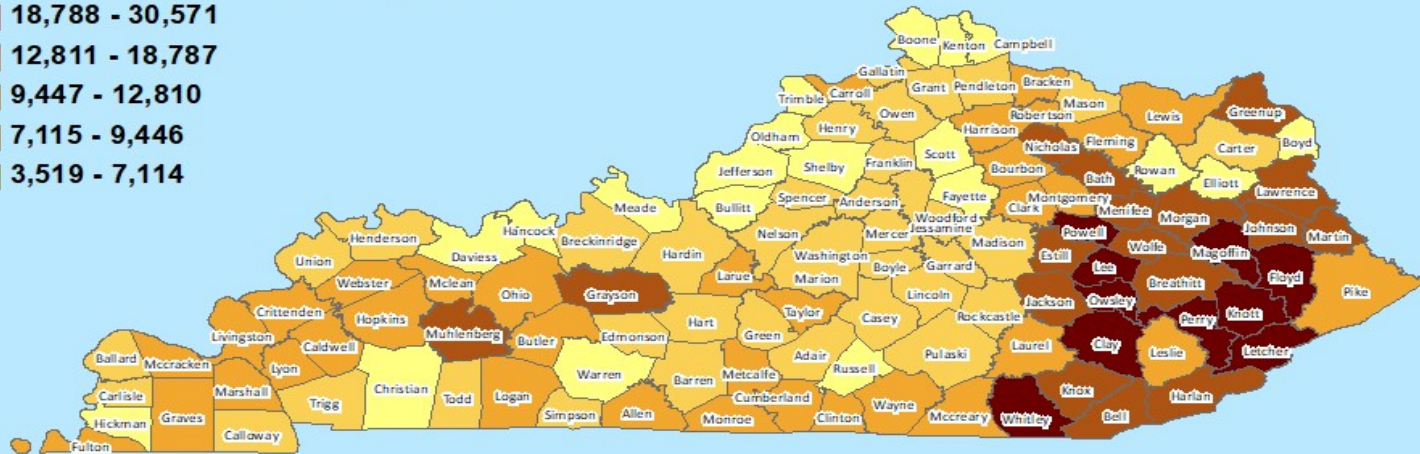 18,788 - 30,571
12,811 - 18,787
9,447 - 12,810
7,115 - 9,446
3,519 - 7,114
Boone Kenton Campbell
Gallatin Grant Pendleton Bracken
Trimble Carroll Owen Mason Lewis Greenup
Oldham Henry Harrison Robertson
Jefferson Shelby Franklin Scott Nicholas Fleming Carter Boyd
Bourbon Bath Rowan Elliott Lawrence
Meade Bullitt Spencer Anderson Fayette Clark Montgomery Menifee Morgan
Hancock Breckinridge Nelson Mercer Woodford Jessamine Powell Johnson Martin
Henderson Daviess Hardin Washington Madison Estill Wolfe Magoffin
Union Webster Mclean Ohio Grayson Larue Marion Boyle Garrard Lee Breathitt Floyd Pike
Crittenden Hopkins Muhlenberg Hart Taylor Lincoln Jackson Owsley Perry Knott
Livingston Caldwell Butler Edmonson Green Casey Rockcastle Laurel Clay Leslie Letcher
Ballard Mccracken Lyon Warren Adair Pulaski
Carlisle Marshall Christian Barren Metcalfe Russell
Hickman Graves Trigg Todd Logan Simpson Allen Monroe Cumberland Clinton Wayne Mccreary Whitley Knox Bell Harlan
Fulton Calloway